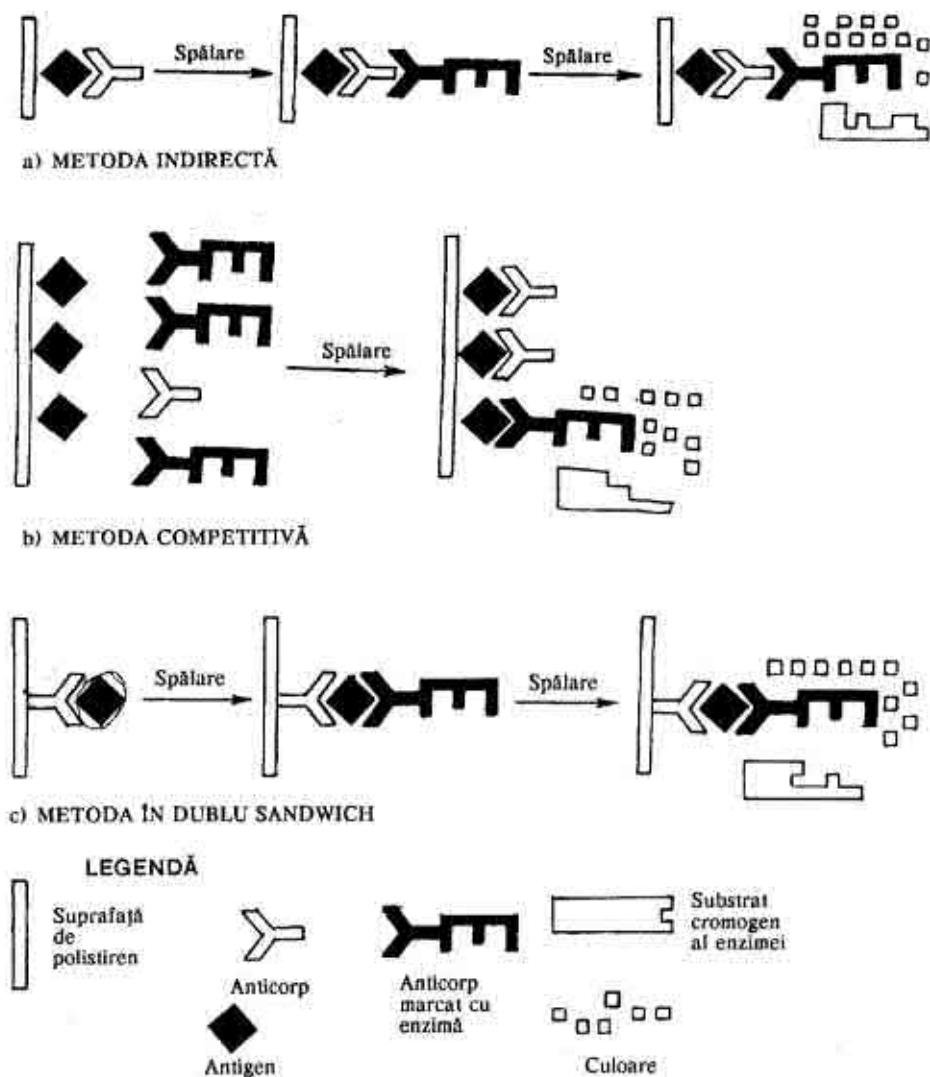 Spălare
Spălare
a) METODA INDIRECTĂ
Spălare
b) METODA COMPETITIVĂ
Spălare
Spălare
c) METODA ÎN DUBLU SANDWICH
LEGENDĂ
Suprafață
de
polistiren
Anticorp
Antigen
Anticorp
marcat cu
enzimă
Substrat
cromogen
al enzimei
Culoare